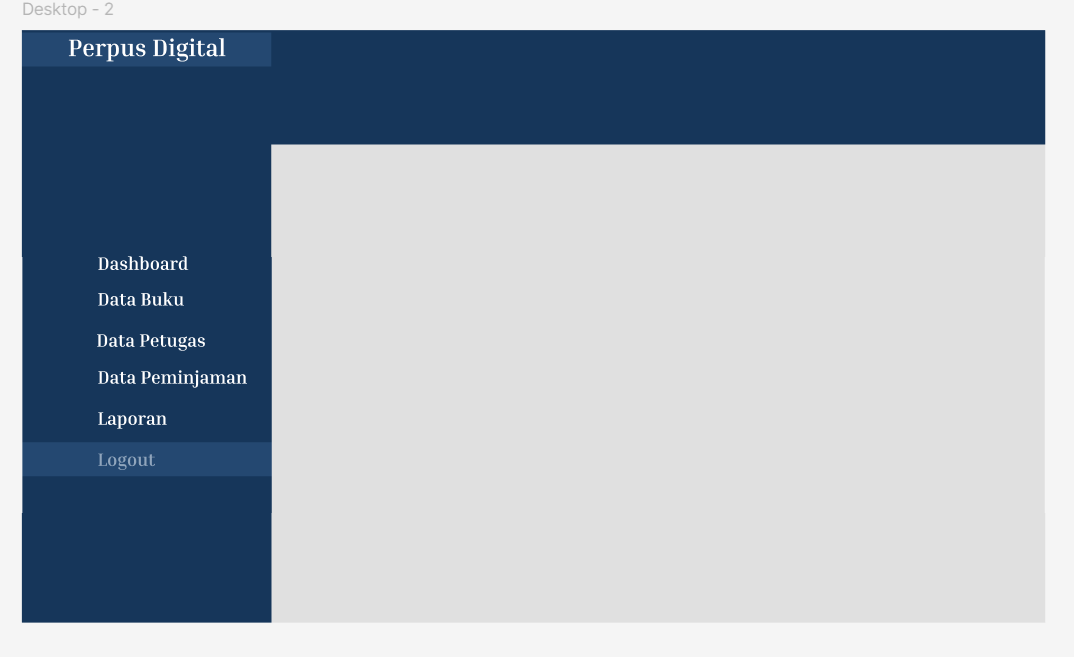 Desktop - 2
Perpus Digital
Dashboard
Data Buku
Data Petugas
Data Peminjaman
Laporan
Logout